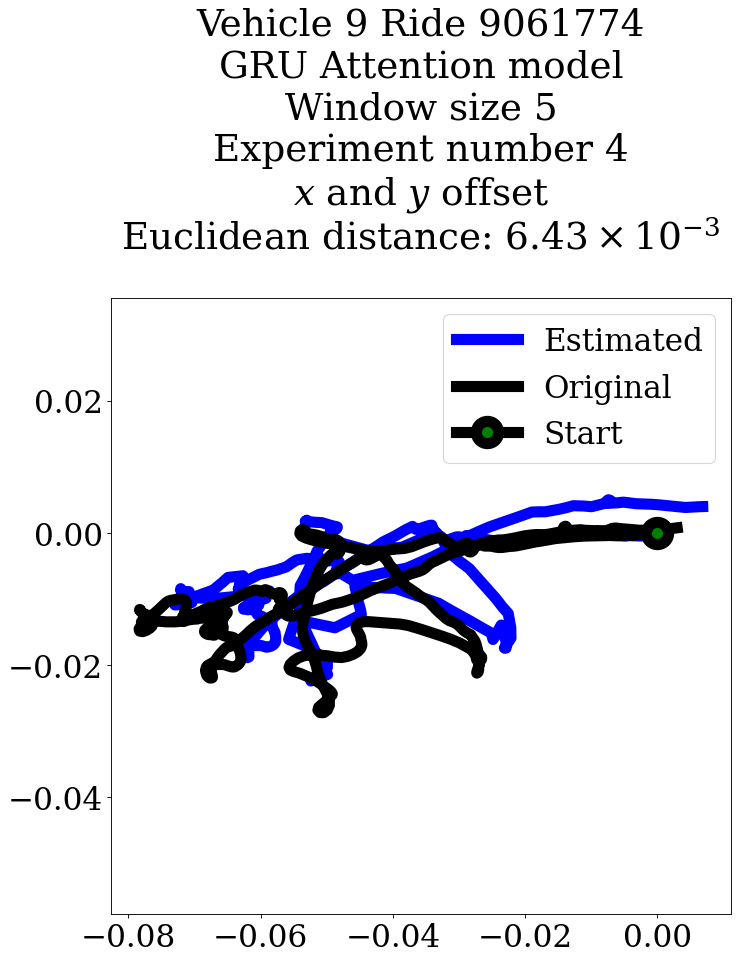 Vehicle 9 Ride 9061774
GRU Attention model
Window size 5
Experiment number 4
x and y offset
Euclidean distance: 6.43 × 10⁻³
Estimated
Original
Start
0.02
0.00
−0.02
−0.04
−0.08 −0.06 −0.04 −0.02 0.00